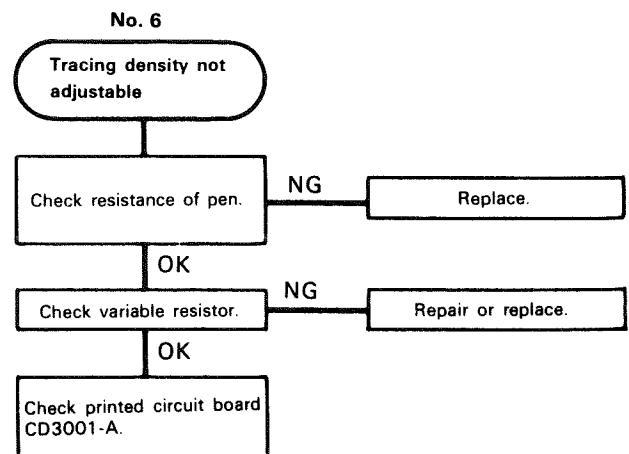 No. 6
Tracing density not
adjustable
Check resistance of pen.
NG
Replace.
OK
Check variable resistor.
NG
Repair or replace.
OK
Check printed circuit board
CD3001-A.